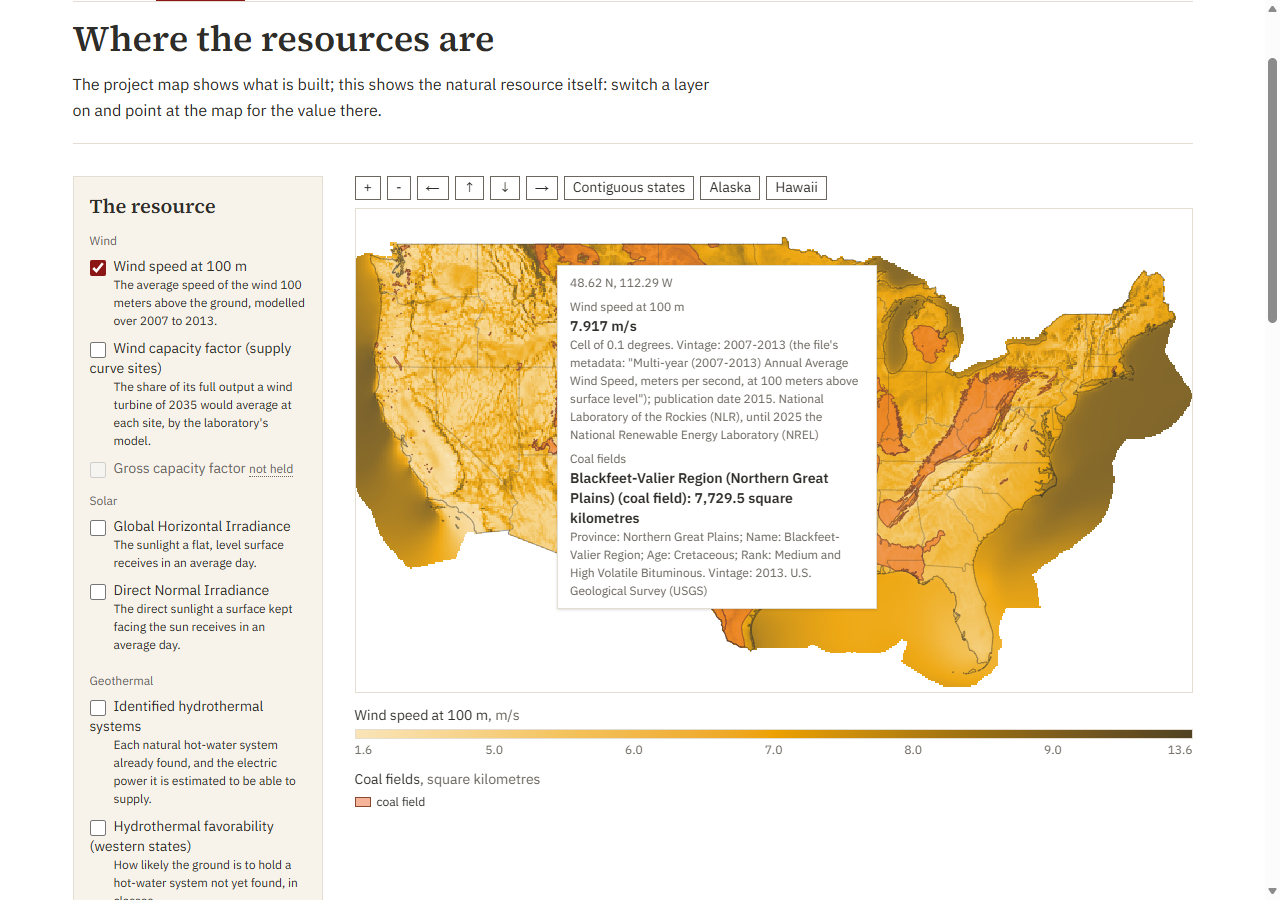 Where the resources are
The project map shows what is built; this shows the natural resource itself: switch a layer
on and point at the map for the value there.
The resource
Wind
Wind speed at 100 m
The average speed of the wind 100
meters above the ground, modelled
over 2007 to 2013.
Wind capacity factor (supply
curve sites)
The share of its full output a wind
turbine of 2035 would average at
each site, by the laboratory's
model.
Gross capacity factor not held
Solar
Global Horizontal Irradiance
The sunlight a flat, level surface
receives in an average day.
Direct Normal Irradiance
The direct sunlight a surface kept
facing the sun receives in an
average day.
Geothermal
Identified hydrothermal
systems
Each natural hot-water system
already found, and the electric
power it is estimated to be able to
supply.
Hydrothermal favorability
(western states)
How likely the ground is to hold a
hot-water system not yet found, in
+ - ← ↑ ↓ → Contiguous states Alaska Hawaii
48.62 N, 112.29 W
Wind speed at 100 m
7.917 m/s
Cell of 0.1 degrees. Vintage: 2007-2013 (the file's
metadata: "Multi-year (2007-2013) Annual Average
Wind Speed, meters per second, at 100 meters above
surface level"); publication date 2015. National
Laboratory of the Rockies (NLR), until 2025 the
National Renewable Energy Laboratory (NREL)
Coal fields
Blackfeet-Valier Region (Northern Great
Plains) (coal field): 7,729.5 square
kilometres
Province: Northern Great Plains; Name: Blackfeet-
Valier Region; Age: Cretaceous; Rank: Medium and
High Volatile Bituminous. Vintage: 2013. U.S.
Geological Survey (USGS)
Wind speed at 100 m, m/s
1.6 5.0 6.0 7.0 8.0 9.0 13.6
Coal fields, square kilometres
coal field